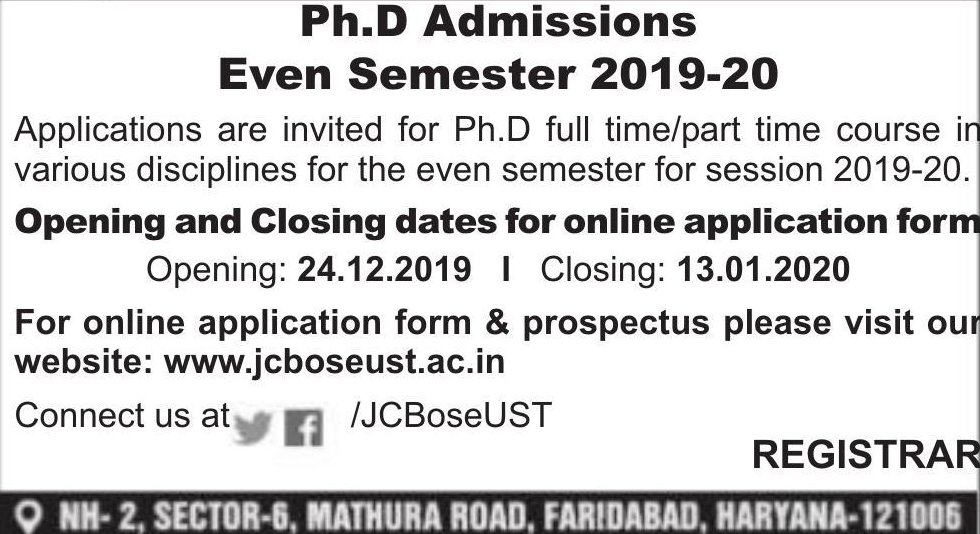 Ph.D Admissions
Even Semester 2019-20
Applications are invited for Ph.D full time/part time course in
various disciplines for the even semester for session 2019-20.
Opening and Closing dates for online application form
Opening: 24.12.2019 I Closing: 13.01.2020
For online application form & prospectus please visit our
website: www.jcboseust.ac.in
Connect us at /JCBoseUST
REGISTRAR
NH- 2, SECTOR-6, MATHURA ROAD, FARIDABAD, HARYANA-121006